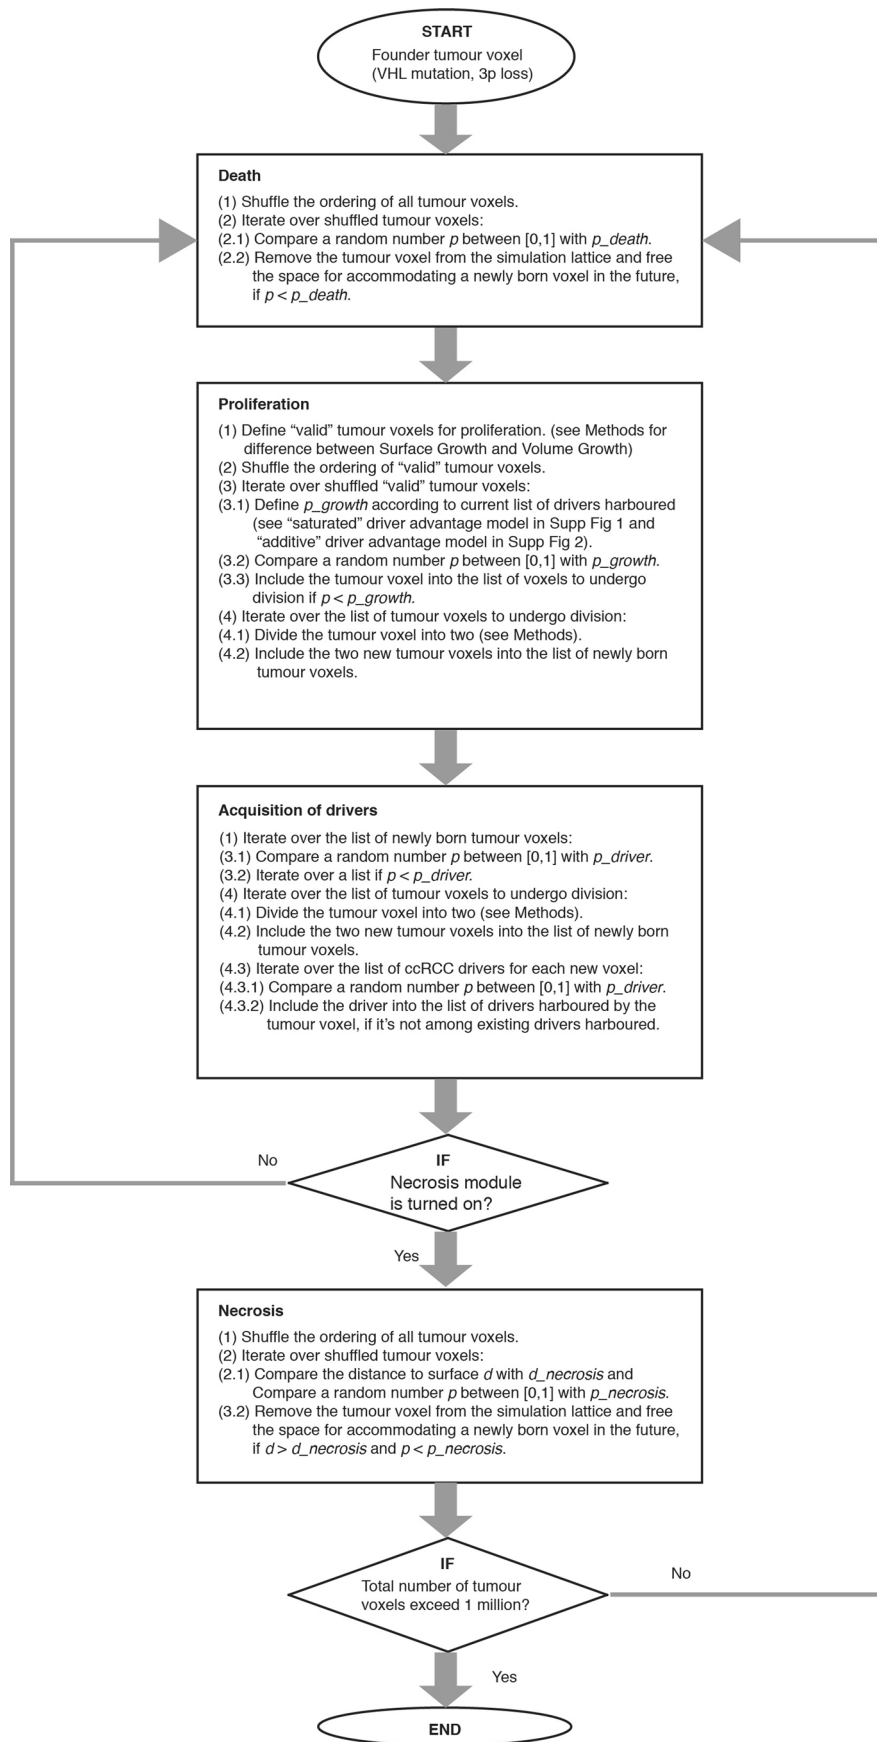 START
Founder tumour voxel
(VHL mutation, 3p loss)
Death
(1) Shuffle the ordering of all tumour voxels.
(2) Iterate over shuffled tumour voxels:
(2.1) Compare a random number p between [0,1] with p_death.
(2.2) Remove the tumour voxel from the simulation lattice and free
the space for accommodating a newly born voxel in the future,
if p < p_death.
Proliferation
(1) Define “valid” tumour voxels for proliferation. (see Methods for
difference between Surface Growth and Volume Growth)
(2) Shuffle the ordering of “valid” tumour voxels.
(3) Iterate over shuffled “valid” tumour voxels:
(3.1) Define p_growth according to current list of drivers harboured
(see “saturated” driver advantage model in Supp Fig 1 and
“additive” driver advantage model in Supp Fig 2).
(3.2) Compare a random number p between [0,1] with p_growth.
(3.3) Include the tumour voxel into the list of voxels to undergo
division if p < p_growth.
(4) Iterate over the list of tumour voxels to undergo division:
(4.1) Divide the tumour voxel into two (see Methods).
(4.2) Include the two new tumour voxels into the list of newly born
tumour voxels.
Acquisition of drivers
(1) Iterate over the list of newly born tumour voxels:
(3.1) Compare a random number p between [0,1] with p_driver.
(3.2) Iterate over a list if p < p_driver.
(4) Iterate over the list of tumour voxels to undergo division:
(4.1) Divide the tumour voxel into two (see Methods).
(4.2) Include the two new tumour voxels into the list of newly born
tumour voxels.
(4.3) Iterate over the list of ccRCC drivers for each new voxel:
(4.3.1) Compare a random number p between [0,1] with p_driver.
(4.3.2) Include the driver into the list of drivers harboured by the
tumour voxel, if it’s not among existing drivers harboured.
No
IF
Necrosis module
is turned on?
Yes
Necrosis
(1) Shuffle the ordering of all tumour voxels.
(2) Iterate over shuffled tumour voxels:
(2.1) Compare the distance to surface d with d_necrosis and
Compare a random number p between [0,1] with p_necrosis.
(3.2) Remove the tumour voxel from the simulation lattice and free
the space for accommodating a newly born voxel in the future,
if d > d_necrosis and p < p_necrosis.
IF
Total number of tumour
voxels exceed 1 million?
No
Yes
END